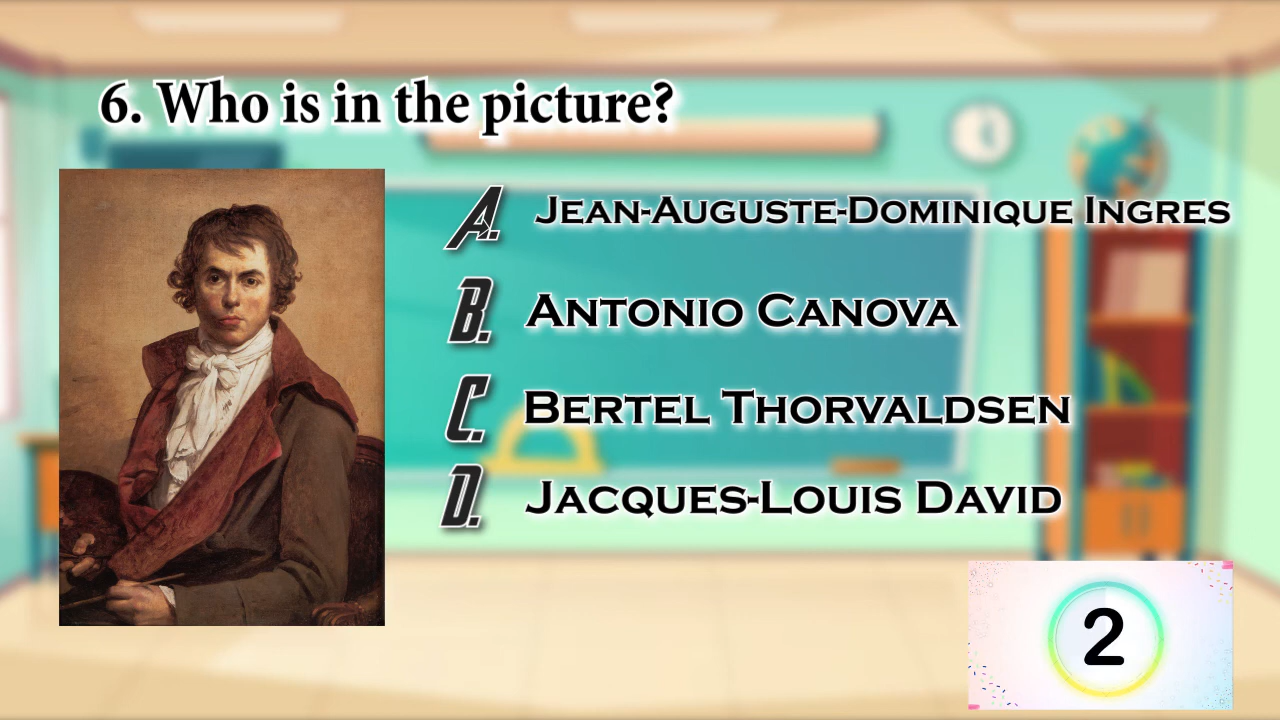 6. Who is in the picture?
A. Jean-Auguste-Dominique Ingres
B. Antonio Canova
C. Bertel Thorvaldsen
D. Jacques-Louis David
2